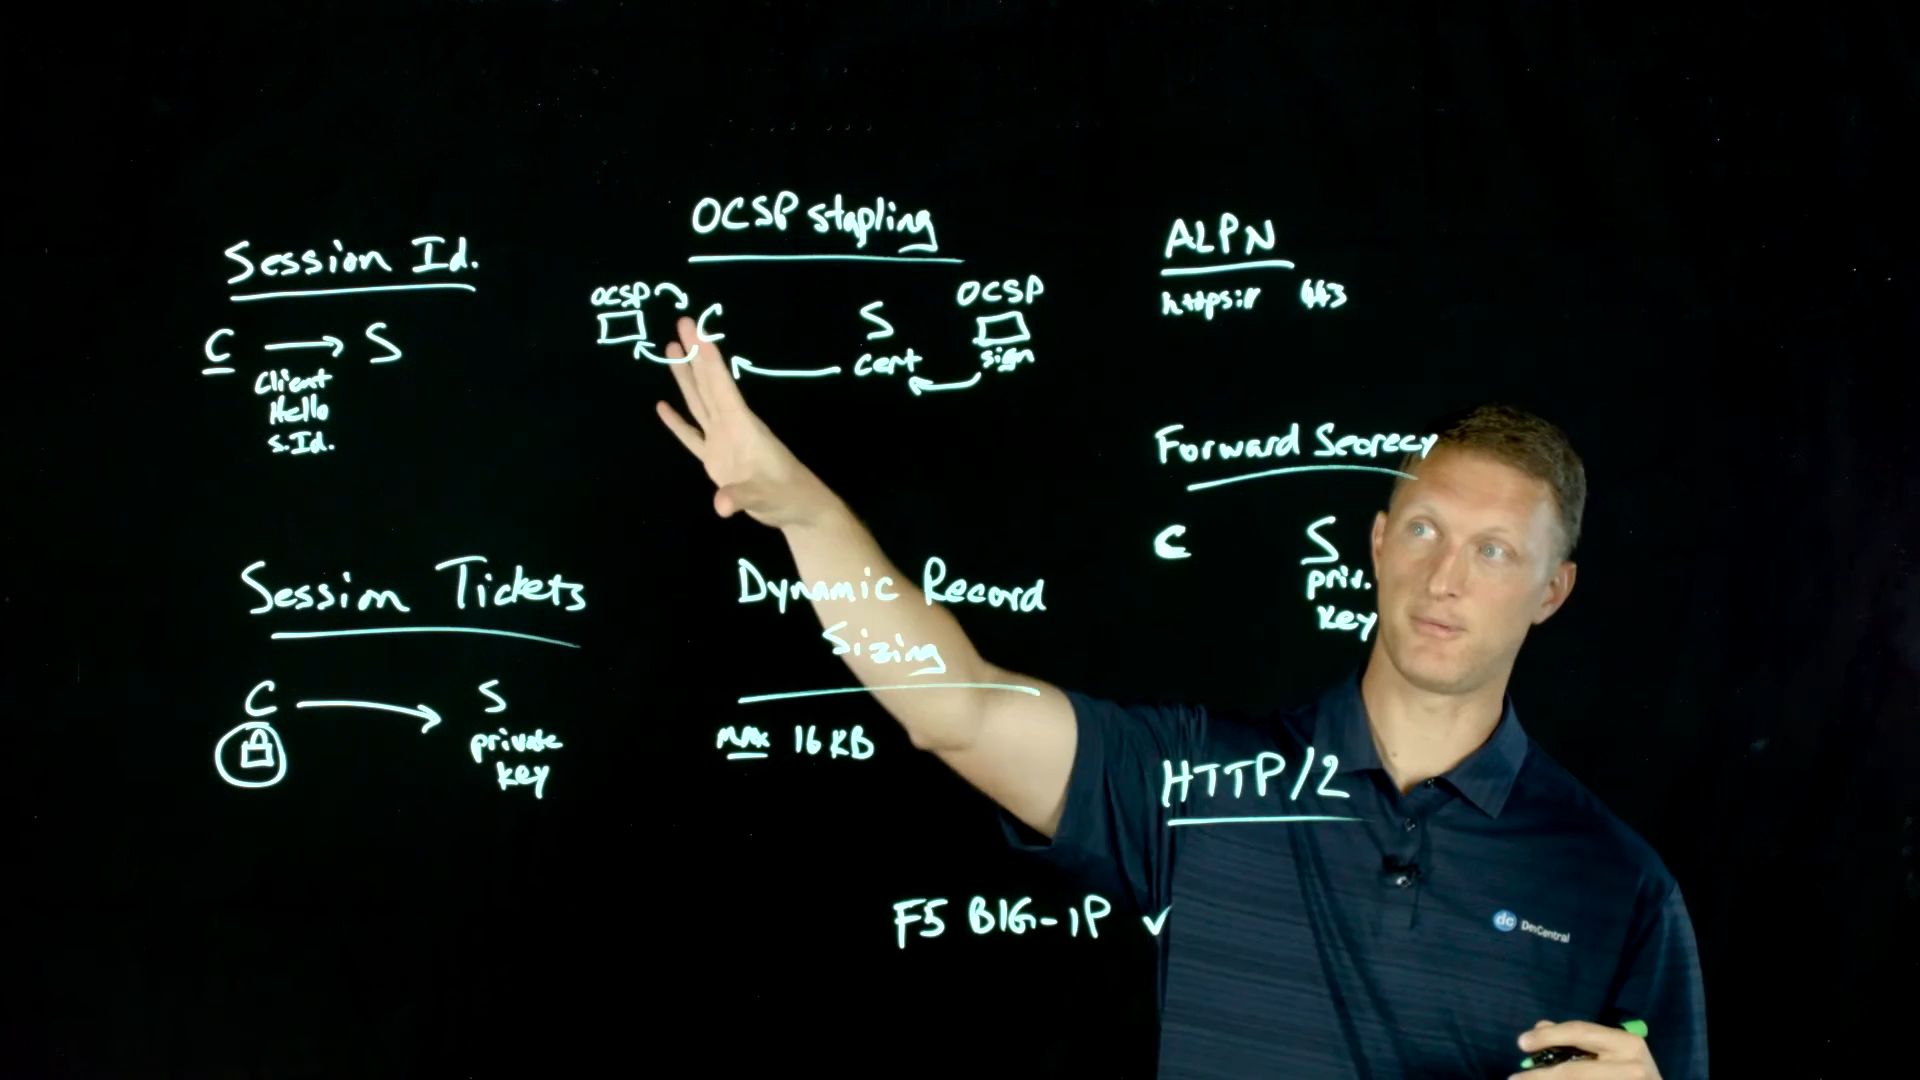 Session Id.
C → S
Client
Hello
s.Id.
OCSP stapling
OCSP
C
S
cert
OCSP
sign
ALPN
https:// 443
Forward Secrecy
C
S
priv.
key
Session Tickets
C → S
private
key
Dynamic Record
Sizing
max 16 KB
HTTP/2
F5 BIG-IP ✓
dc DevCentral